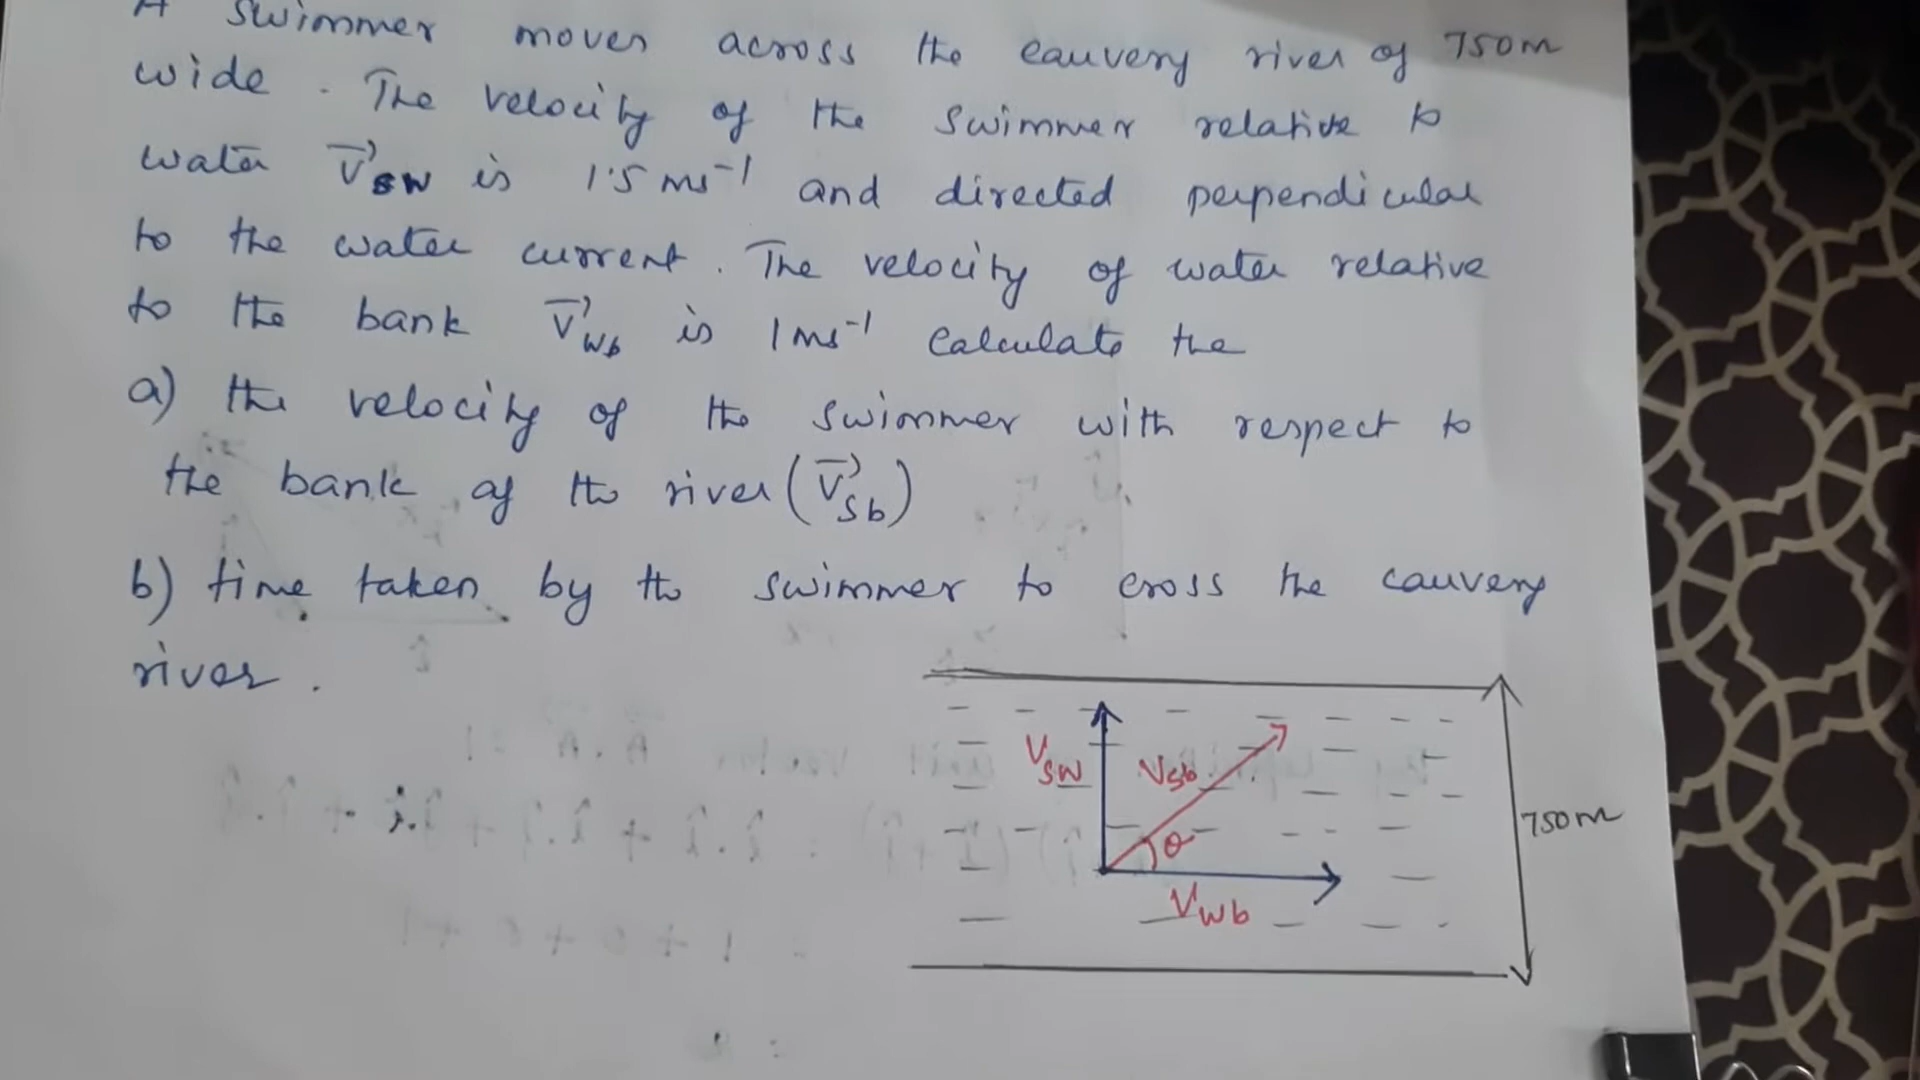 A swimmer moves across the cauvery river of 750m
wide. The velocity of the swimmer relative to
water V⃗sw is 1.5 ms⁻¹ and directed perpendicular
to the water current. The velocity of water relative
to the bank V⃗wb is 1 ms⁻¹ Calculate the
a) the velocity of the swimmer with respect to
the bank of the river (V⃗sb)
b) time taken by the swimmer to cross the cauvery
river.
Vsw
Vsb
θ
Vwb
750m